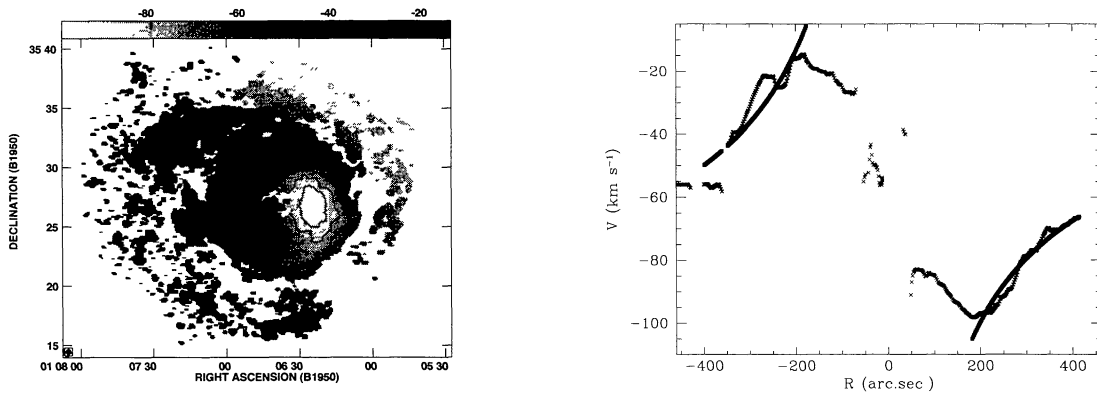 -80 -60 -40 -20
35 40
35
30
25
20
15
DECLINATION (B1950)
01 08 00 07 30 00 06 30 00 05 30
RIGHT ASCENSION (B1950)
-20
-40
-60
-80
-100
V (km s⁻¹)
-400 -200 0 200 400
R (arc.sec )